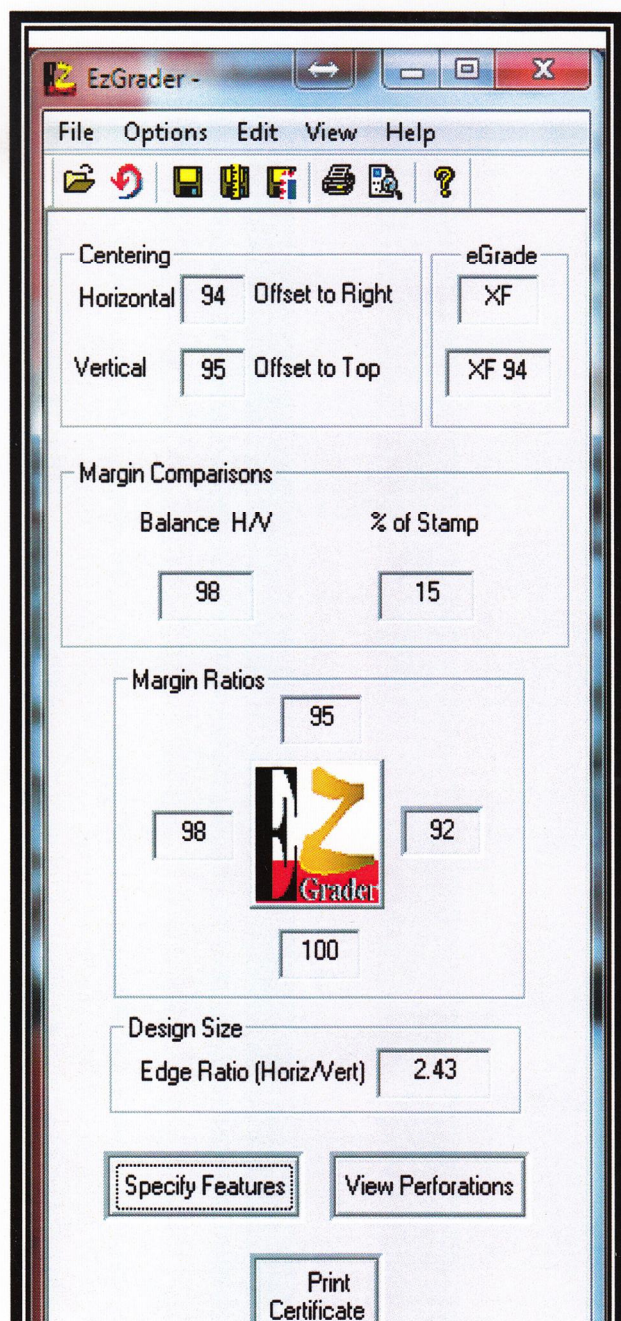 EzGrader -
File Options Edit View Help
Centering
Horizontal 94 Offset to Right
Vertical 95 Offset to Top
eGrade
XF
XF 94
Margin Comparisons
Balance H/V % of Stamp
98 15
Margin Ratios
95
98
EZ
Grader
92
100
Design Size
Edge Ratio (Horiz/Vert) 2.43
Specify Features View Perforations
Print
Certificate